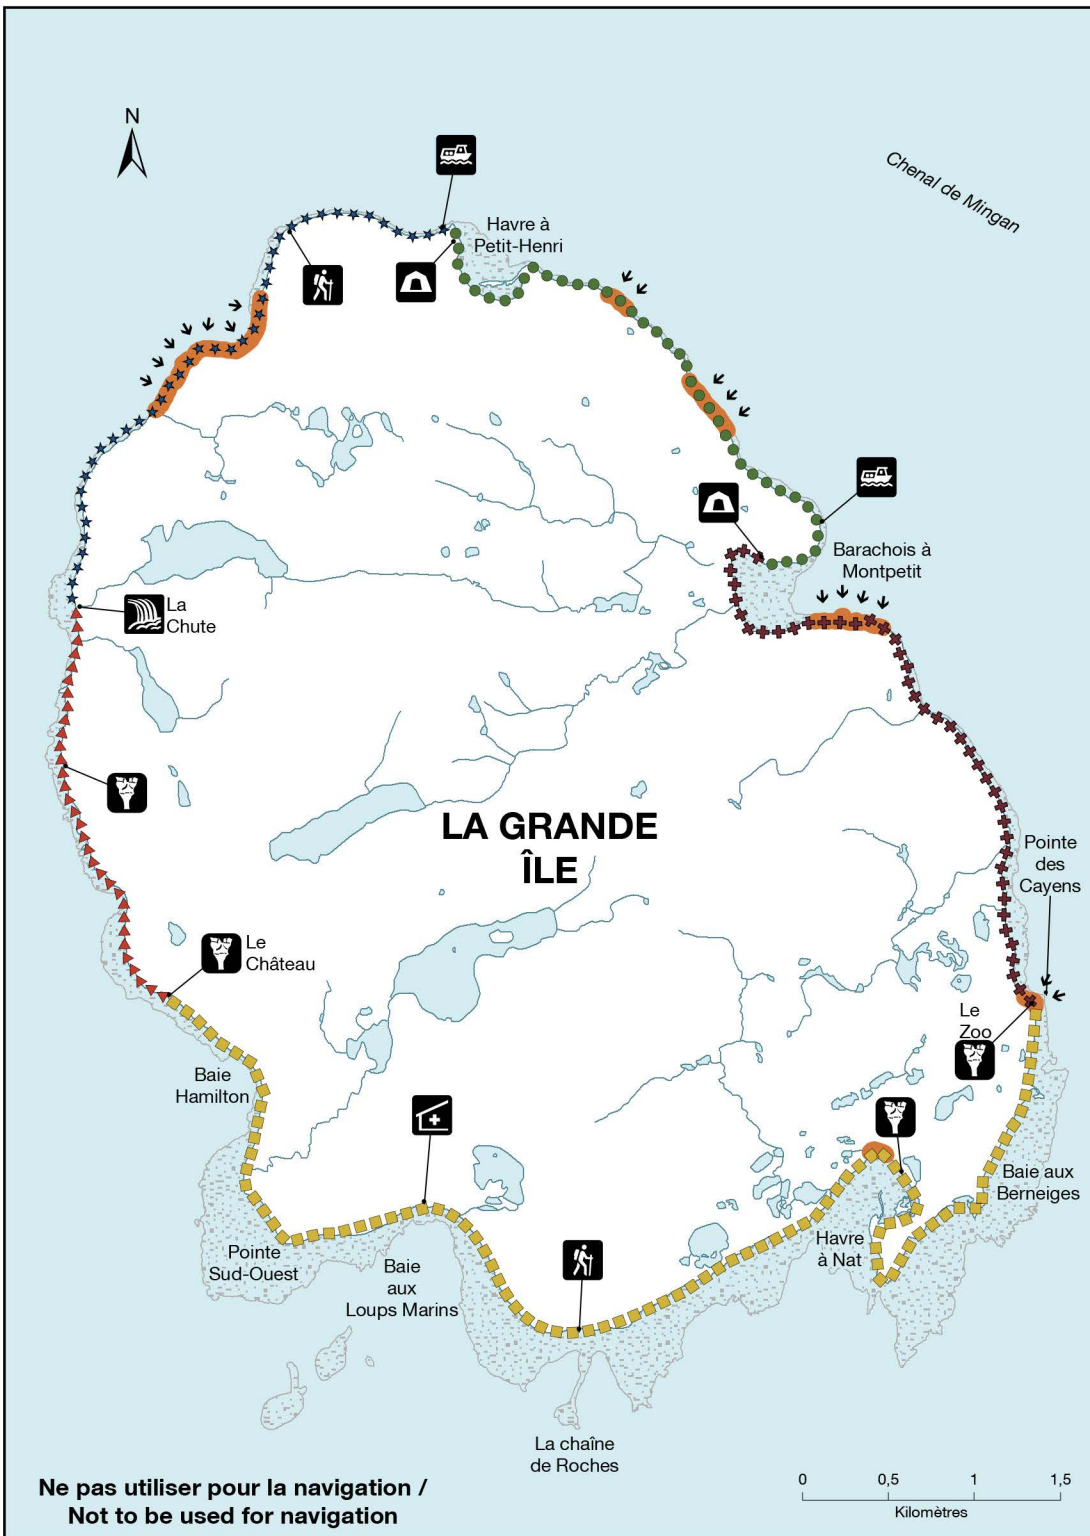 N
Chenal de Mingan
Havre à
Petit-Henri
Barachois à
Montpetit
La
Chute
LA GRANDE
ÎLE
Pointe
des
Cayens
Le
Château
Le
Zoo
Baie
Hamilton
Baie aux
Berneiges
Havre
à Nat
Pointe
Sud-Ouest
Baie
aux
Loups Marins
La chaîne
de Roches
Ne pas utiliser pour la navigation /
Not to be used for navigation
0 0,5 1 1,5
Kilomètres